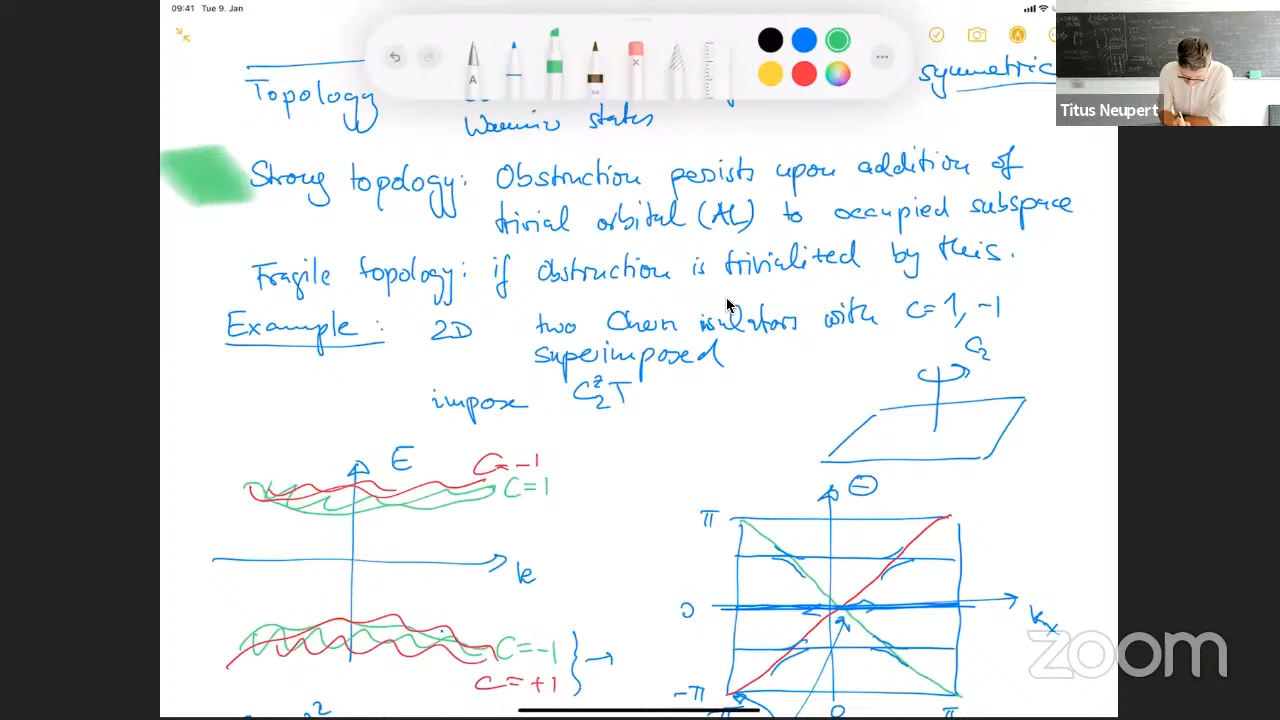 09:41 Tue 9. Jan
symmetric
Topology
Wannier states
Titus Neupert
Strong topology: Obstruction persists upon addition of
trivial orbital (AL) to occupied subspace
Fragile topology: if obstruction is trivialited by this.
Example: 2D two Chern insulators with C=1, -1
superimposed
C₂
impose C₂ᶻT
E
C=-1
C=1
Θ
π
k
0
kₓ
C=-1
C=+1
-π
-π 0 π
zoom